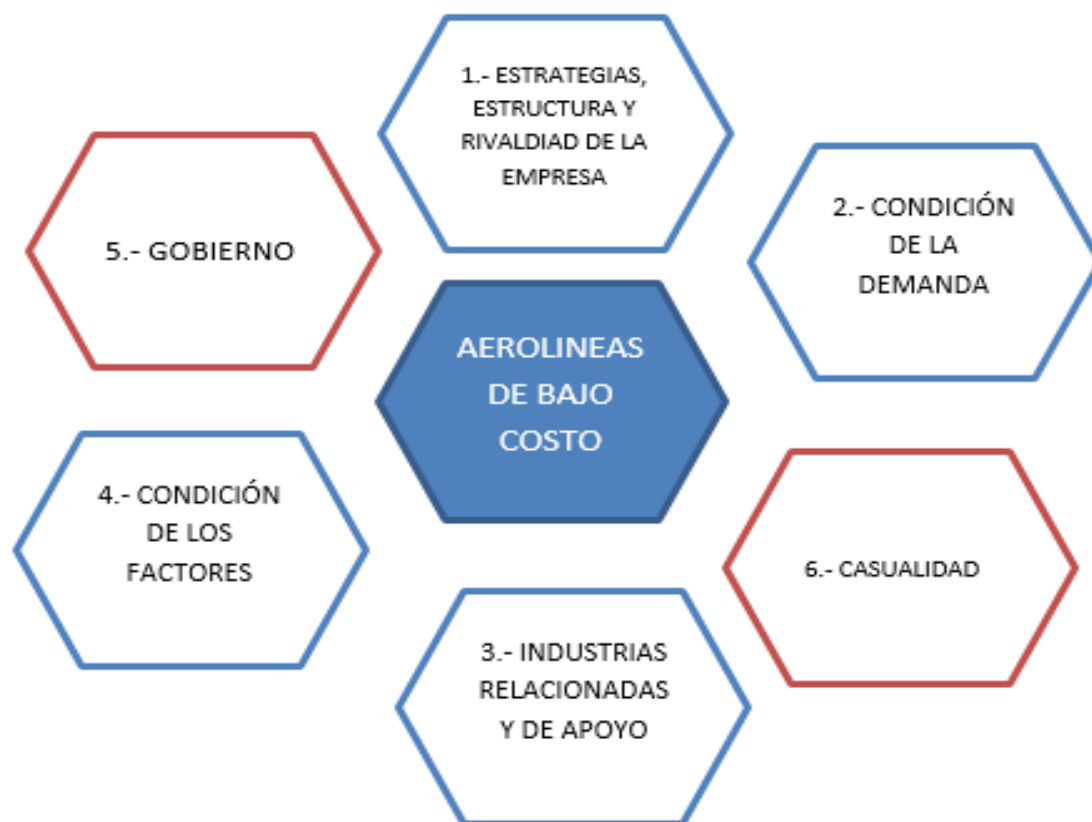 1.- ESTRATEGIAS,
ESTRUCTURA Y
RIVALDIAD DE LA
EMPRESA
2.- CONDICIÓN
DE LA
DEMANDA
5.- GOBIERNO
AEROLINEAS
DE BAJO
COSTO
4.- CONDICIÓN
DE LOS
FACTORES
6.- CASUALIDAD
3.- INDUSTRIAS
RELACIONADAS
Y DE APOYO